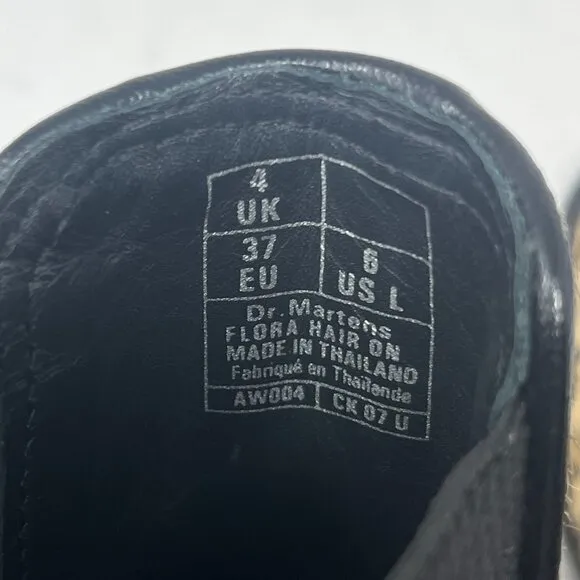 4
UK
37
EU
6
US L
Dr. Martens
FLORA HAIR ON
MADE IN THAILAND
Fabriqué en Thaïlande
AW004
CK 07 U